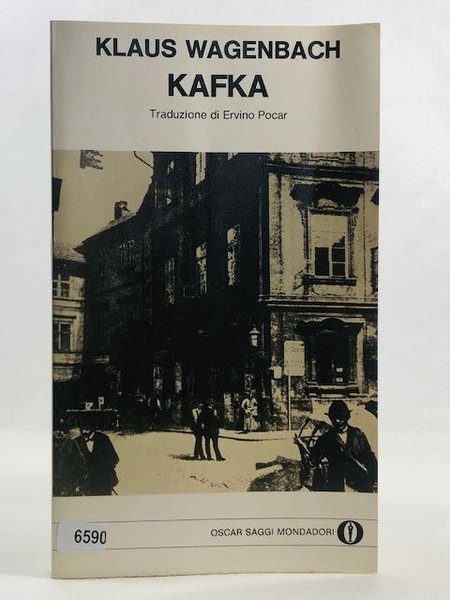 KLAUS WAGENBACH
KAFKA
Traduzione di Ervino Pocar
6590
OSCAR SAGGI MONDADORI